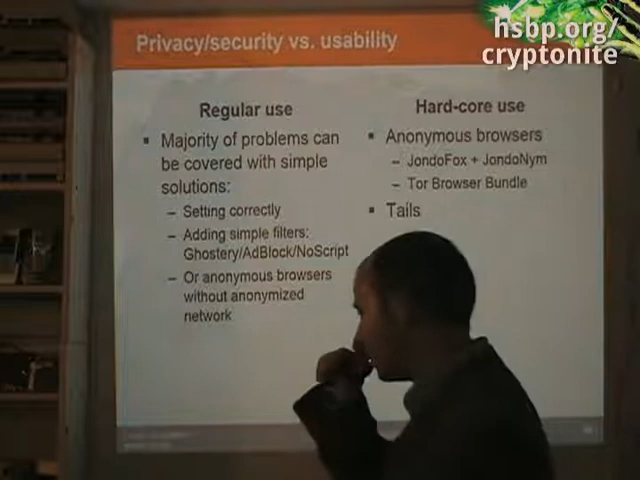 hsbp.org/
cryptonite
Privacy/security vs. usability
Regular use
▪ Majority of problems can
be covered with simple
solutions:
– Setting correctly
– Adding simple filters:
Ghostery/AdBlock/NoScript
– Or anonymous browsers
without anonymized
network
Hard-core use
▪ Anonymous browsers
– JondoFox + JondoNym
– Tor Browser Bundle
▪ Tails